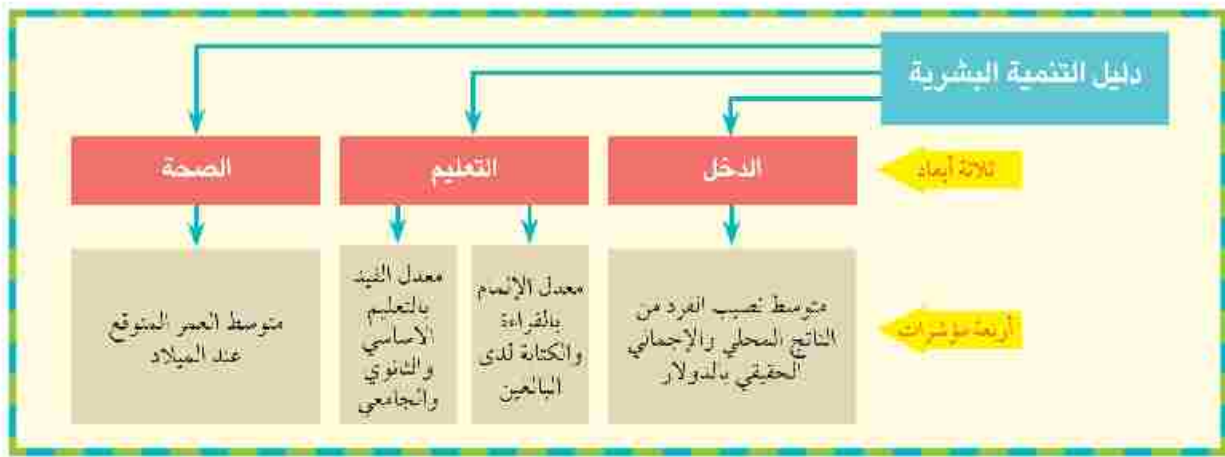 دليل التنمية البشرية
ثلاثة أبعاد
الدخل
التعليم
الصحة
أربعة مؤشرات
متوسط نصيب الفرد من
الناتج المحلي والإجمالي
الحقيقي بالدولار
معدل الإلمام
بالقراءة
والكتابة لدى
البالغين
معدل القيد
بالتعليم
الاساسي
والثانوي
والجامعي
متوسط العمر المتوقع
عند الميلاد